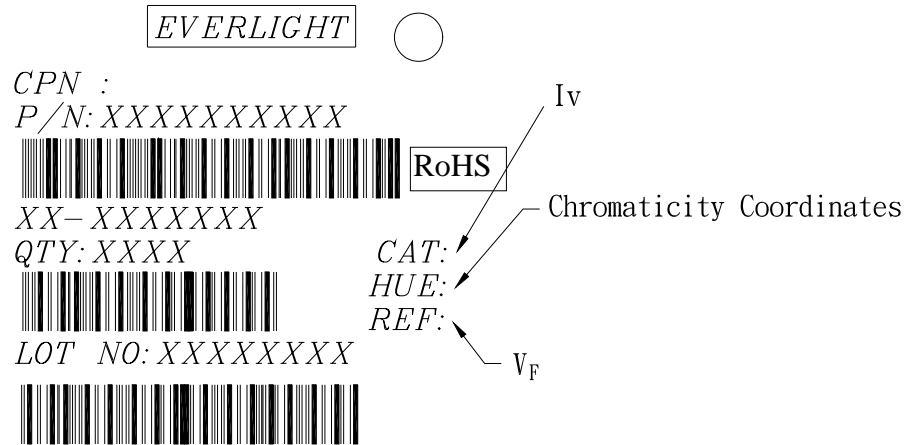 EVERLIGHT
CPN :
P/N: XXXXXXXXXX
RoHS
XX-XXXXXXX
QTY: XXXX
LOT NO: XXXXXXXX
CAT:
HUE:
REF:
Iv
Chromaticity Coordinates
VF